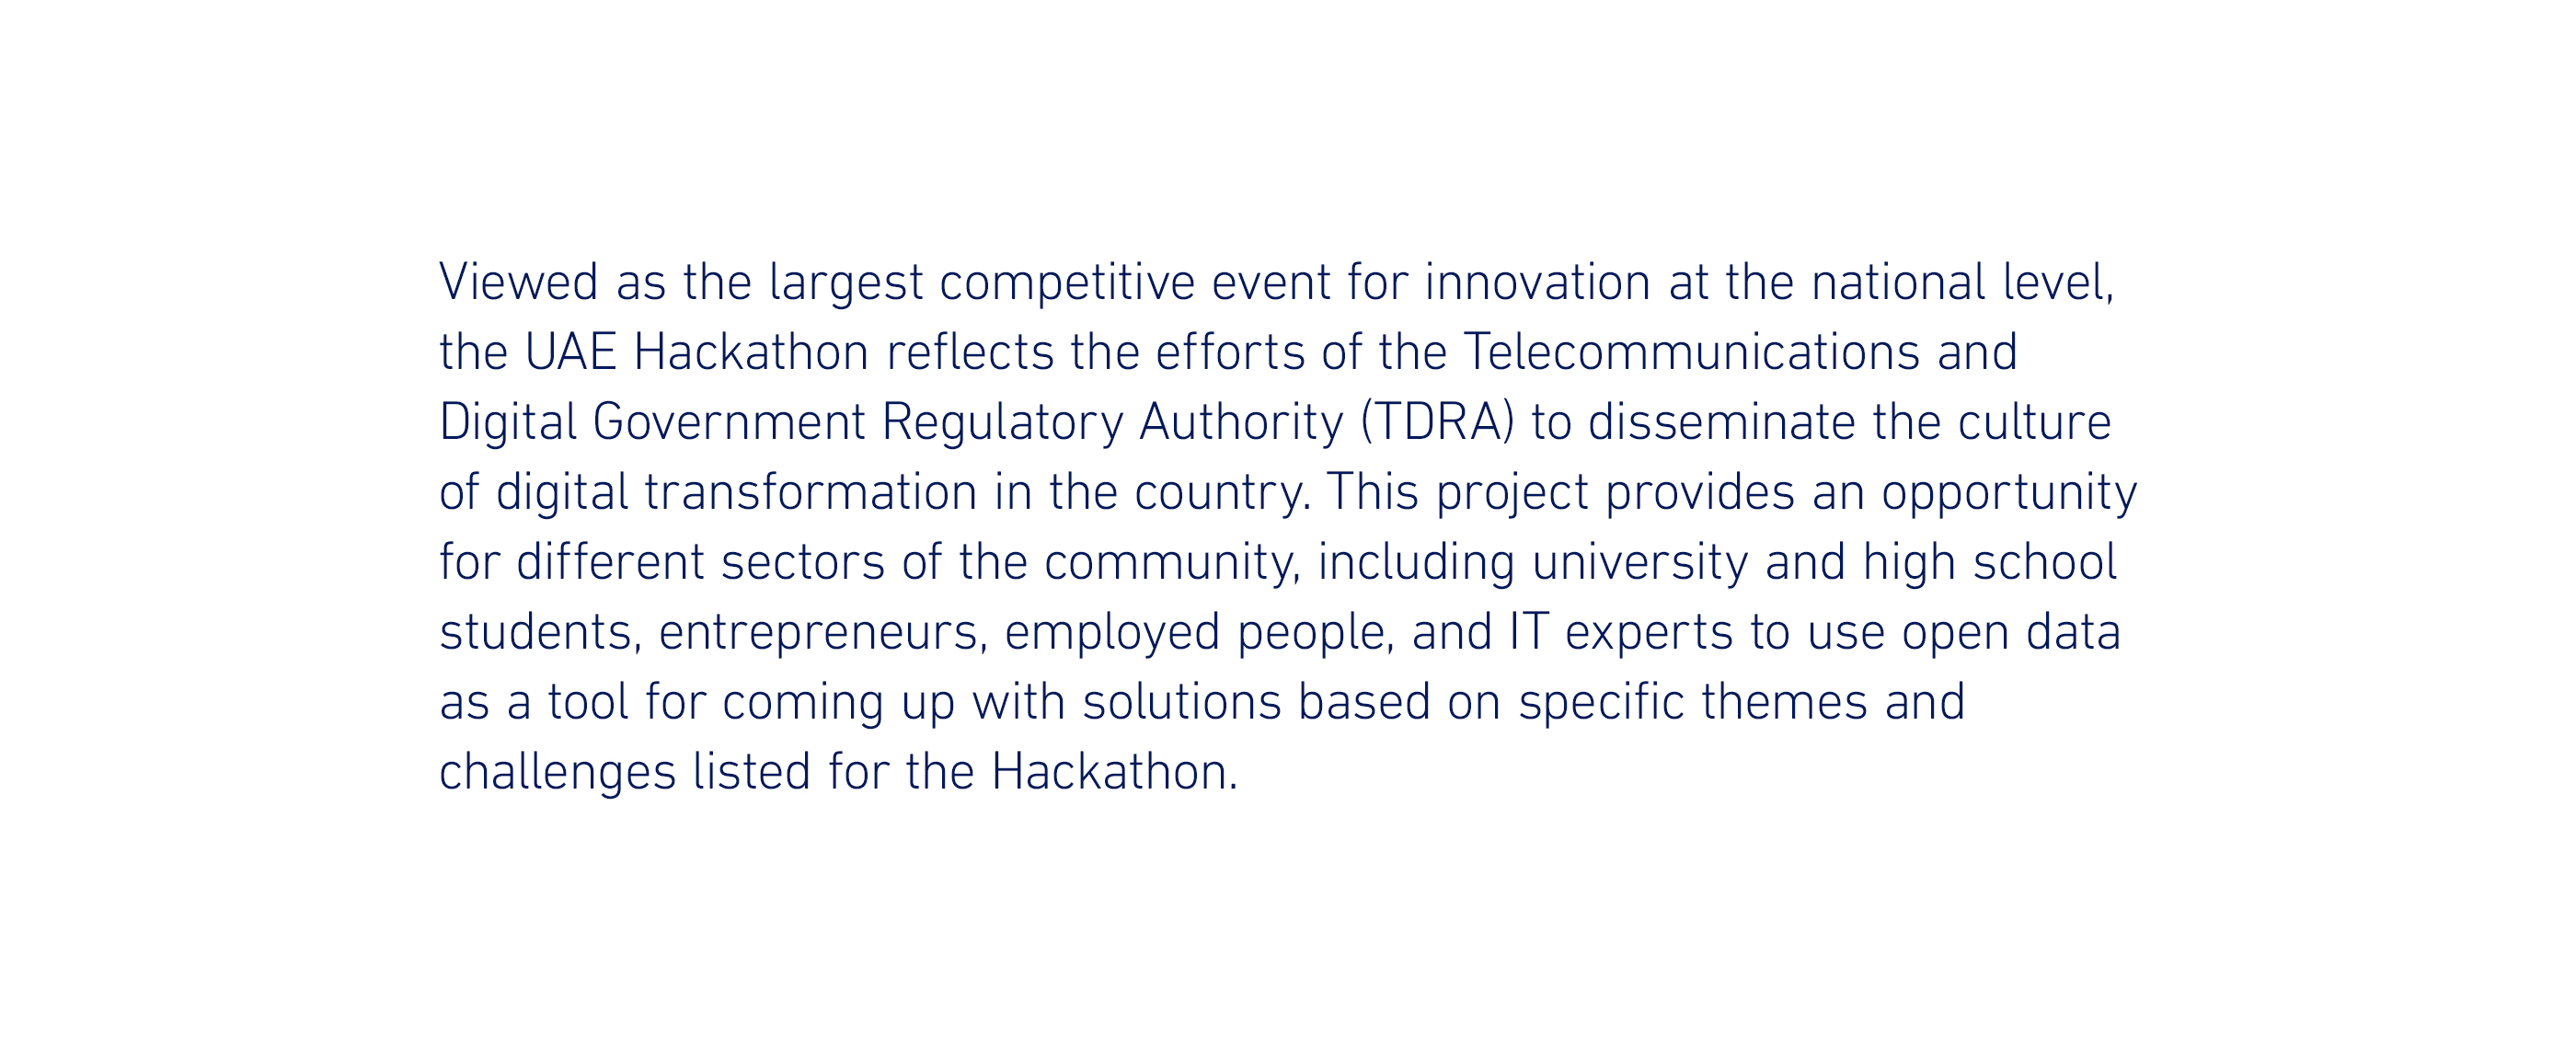 Viewed as the largest competitive event for innovation at the national level,
the UAE Hackathon reflects the efforts of the Telecommunications and
Digital Government Regulatory Authority (TDRA) to disseminate the culture
of digital transformation in the country. This project provides an opportunity
for different sectors of the community, including university and high school
students, entrepreneurs, employed people, and IT experts to use open data
as a tool for coming up with solutions based on specific themes and
challenges listed for the Hackathon.